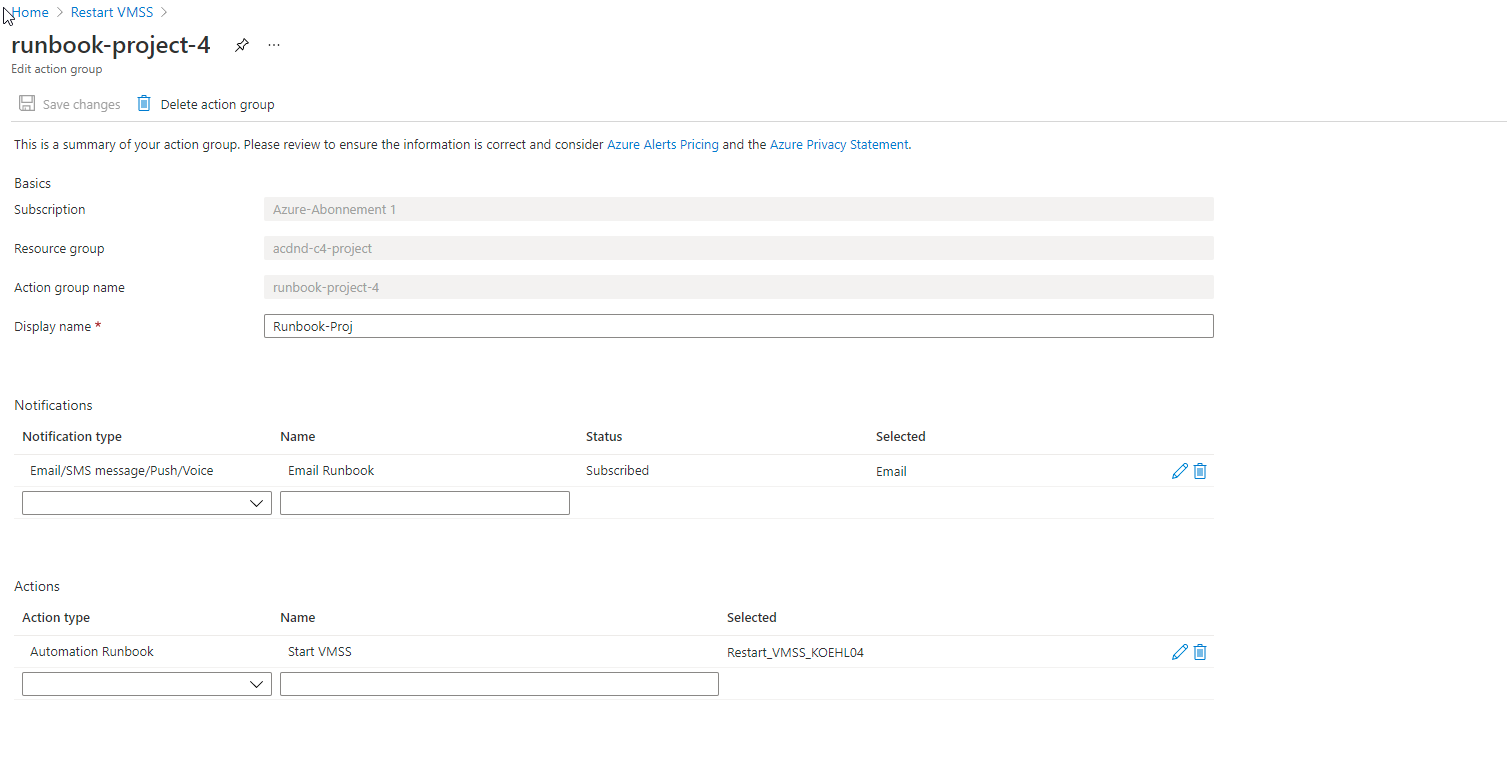 Home > Restart VMSS >
runbook-project-4 ...
Edit action group
Save changes Delete action group
This is a summary of your action group. Please review to ensure the information is correct and consider Azure Alerts Pricing and the Azure Privacy Statement.
Basics
Subscription Azure-Abonnement 1
Resource group acdnd-c4-project
Action group name runbook-project-4
Display name * Runbook-Proj
Notifications
Notification type Name Status Selected
Email/SMS message/Push/Voice Email Runbook Subscribed Email
Actions
Action type Name Selected
Automation Runbook Start VMSS Restart_VMSS_KOEHL04